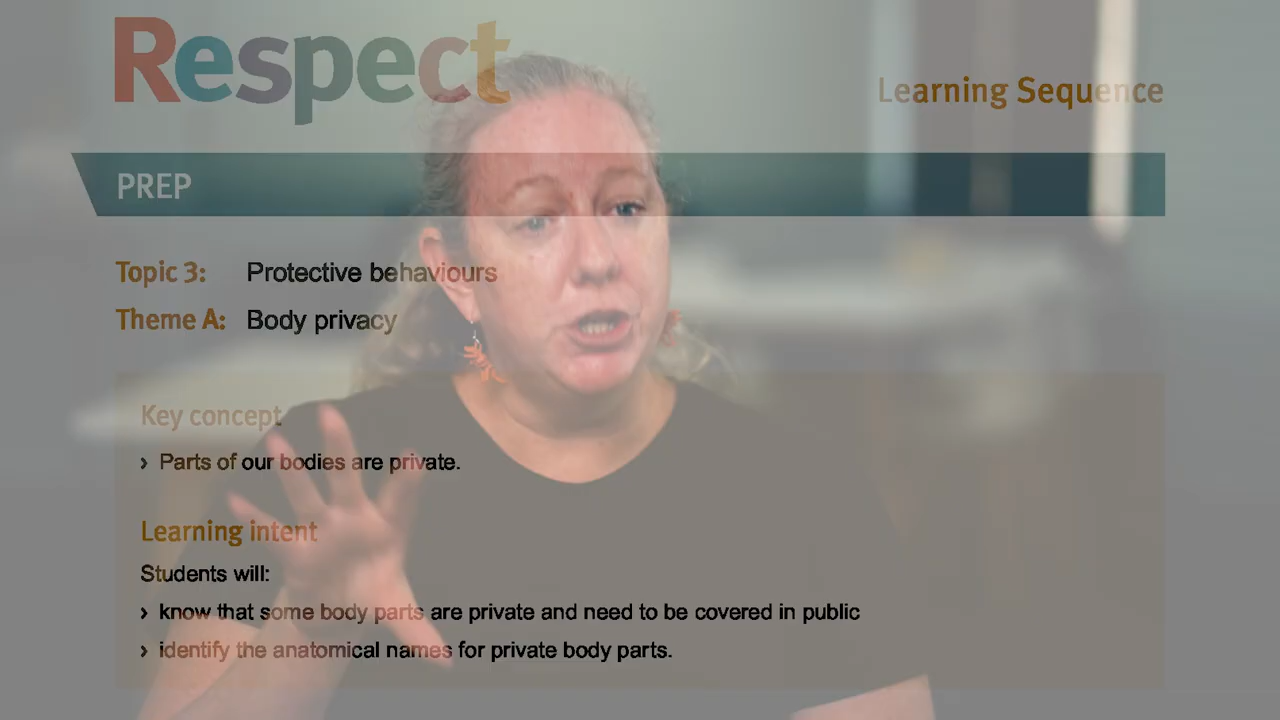 Respect
Learning Sequence
PREP
Topic 3: Protective behaviours
Theme A: Body privacy
Key concept
› Parts of our bodies are private.
Learning intent
Students will:
› know that some body parts are private and need to be covered in public
› identify the anatomical names for private body parts.